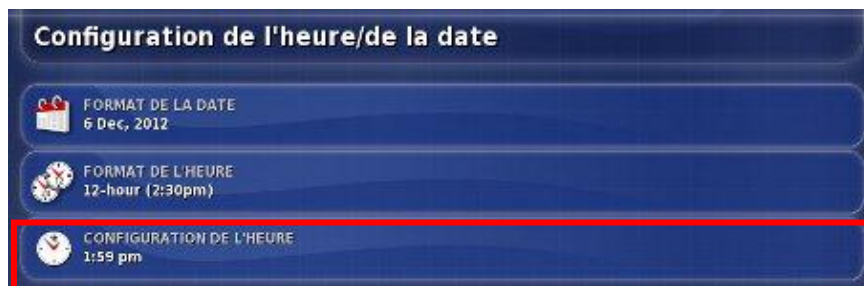 Configuration de l'heure/de la date
FORMAT DE LA DATE
6 Dec, 2012
FORMAT DE L'HEURE
12-hour (2:30pm)
CONFIGURATION DE L'HEURE
1:59 pm